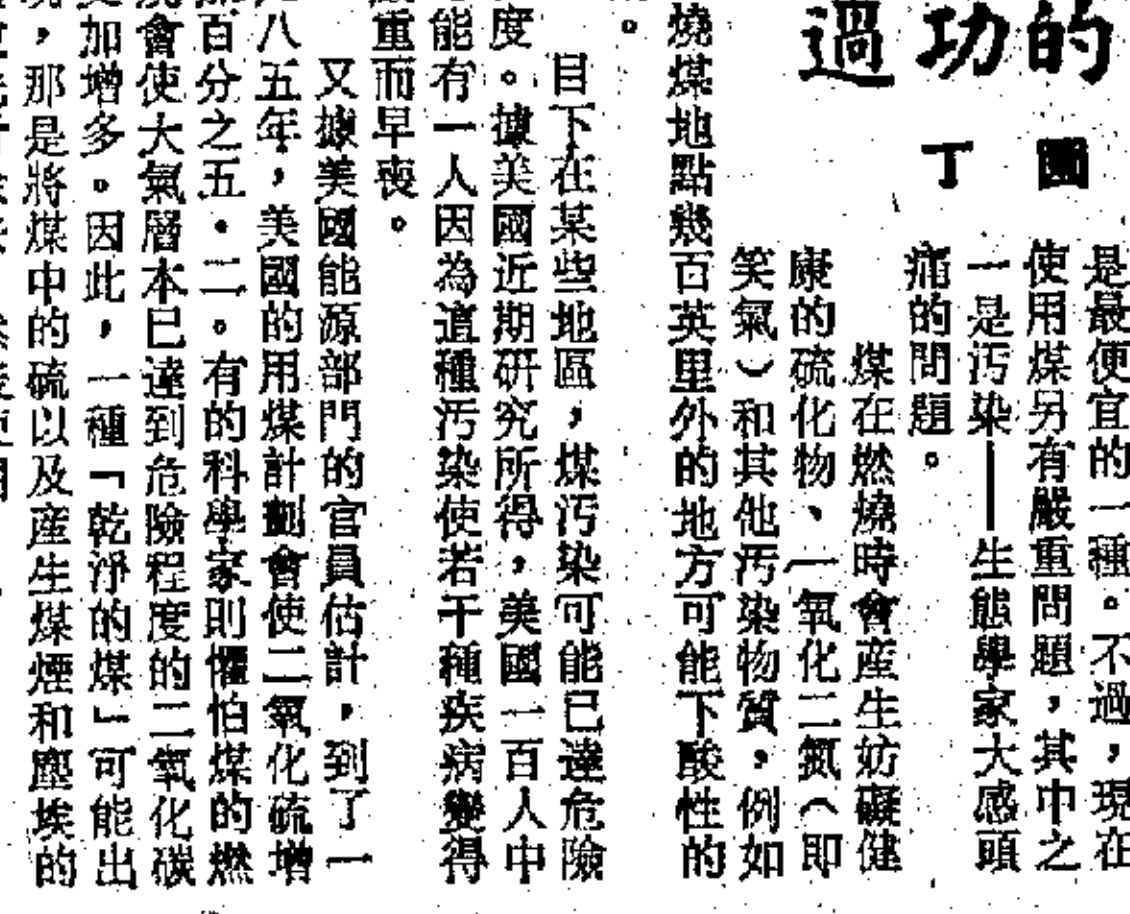 的功過
園丁
是最便宜的一種。不過,現在
使用煤另有嚴重問題,其中之
一是污染——生態學家大感頭
痛的問題。
煤在燃燒時會產生妨礙健
康的硫化物、一氧化二氮(即
笑氣)和其他污染物質,例如
燒煤地點幾百英里外的地方可能下酸性的
。
目下在某些地區,煤污染可能已達危險
度。據美國近期研究所得,美國一百人中
能有一人因為這種污染使若干種疾病變得
重而早喪。
又據美國能源部門的官員估計,到了一
八五年,美國的用煤計劃會使二氧化硫增
百分之五.二。有的科學家則懼怕煤的燃
會使大氣層本已達到危險程度的二氧化碳
加增多。因此,一種「乾淨的煤」可能出
,那是將煤中的硫以及產生煤煙和塵埃的